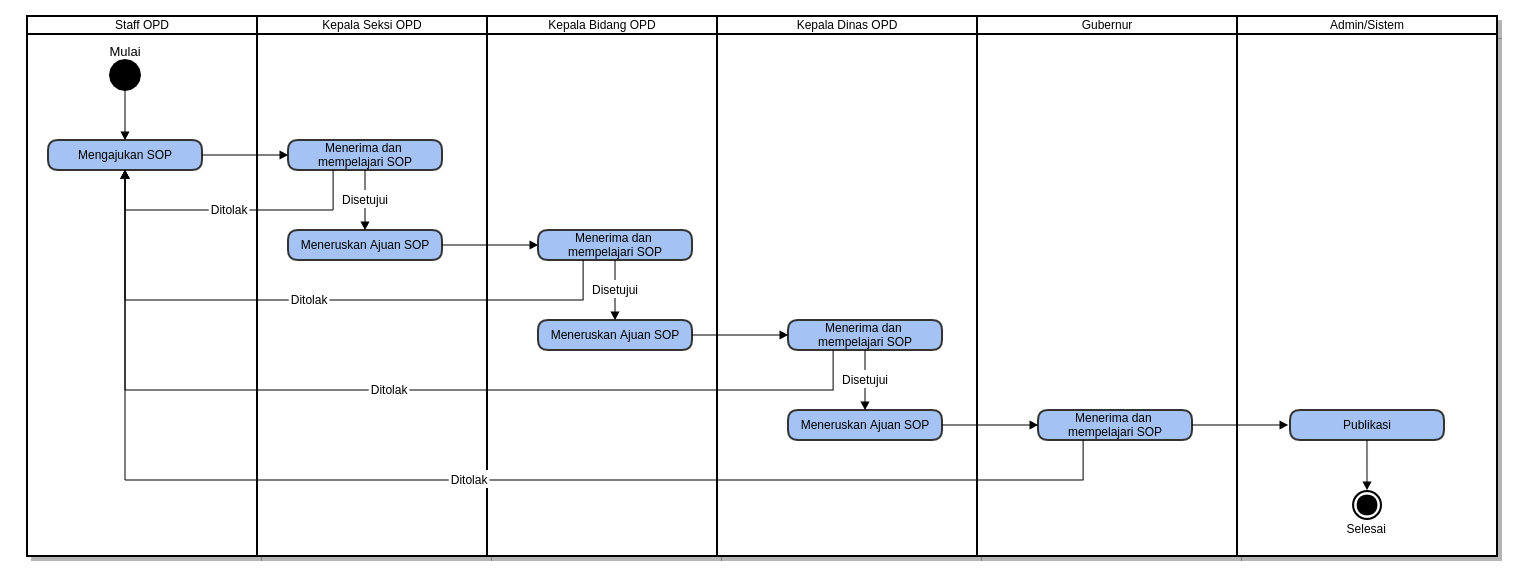 Staff OPD
Kepala Seksi OPD
Kepala Bidang OPD
Kepala Dinas OPD
Gubernur
Admin/Sistem
Mulai
Mengajukan SOP
Menerima dan
mempelajari SOP
Disetujui
Ditolak
Meneruskan Ajuan SOP
Menerima dan
mempelajari SOP
Disetujui
Ditolak
Meneruskan Ajuan SOP
Menerima dan
mempelajari SOP
Disetujui
Ditolak
Meneruskan Ajuan SOP
Menerima dan
mempelajari SOP
Publikasi
Ditolak
Selesai